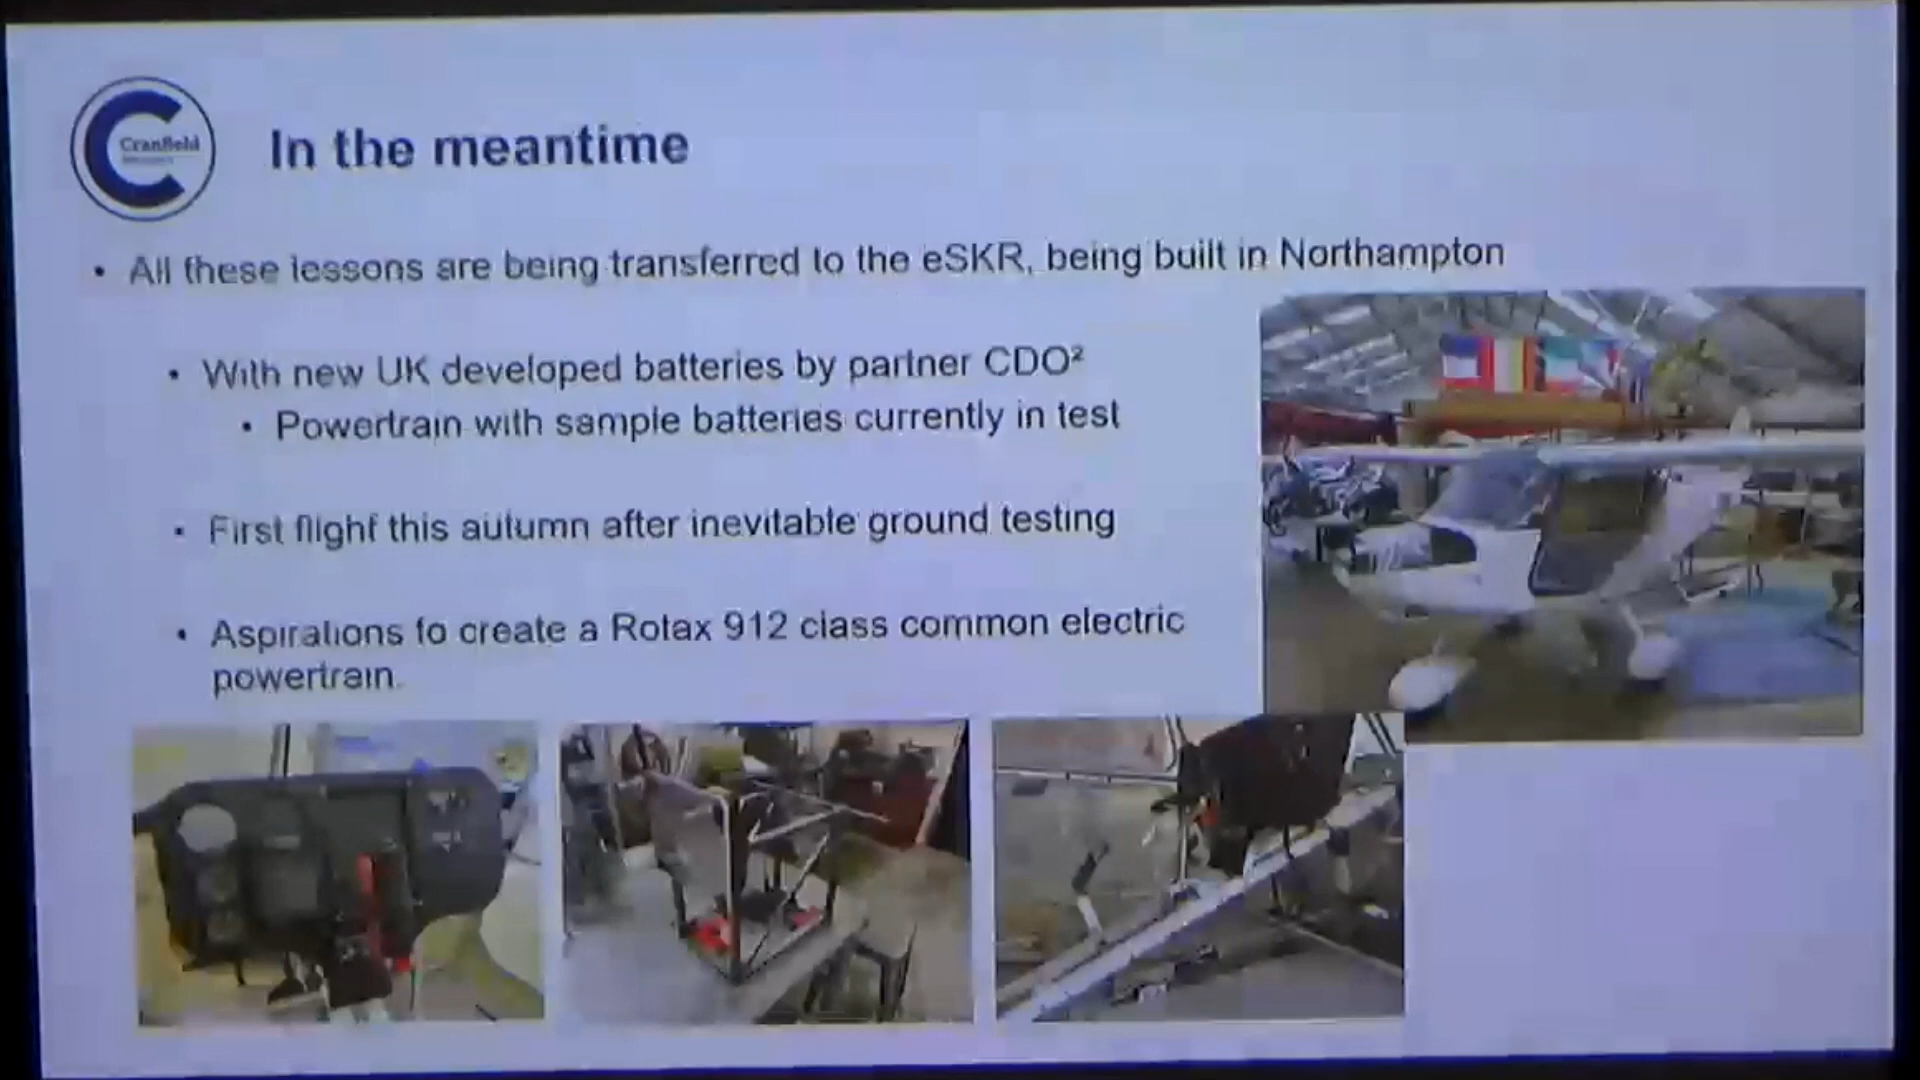 Cranfield
In the meantime
• All these lessons are being transferred to the eSKR, being built in Northampton
• With new UK developed batteries by partner CDO²
• Powertrain with sample batteries currently in test
• First flight this autumn after inevitable ground testing
• Aspirations to create a Rotax 912 class common electric
powertrain.